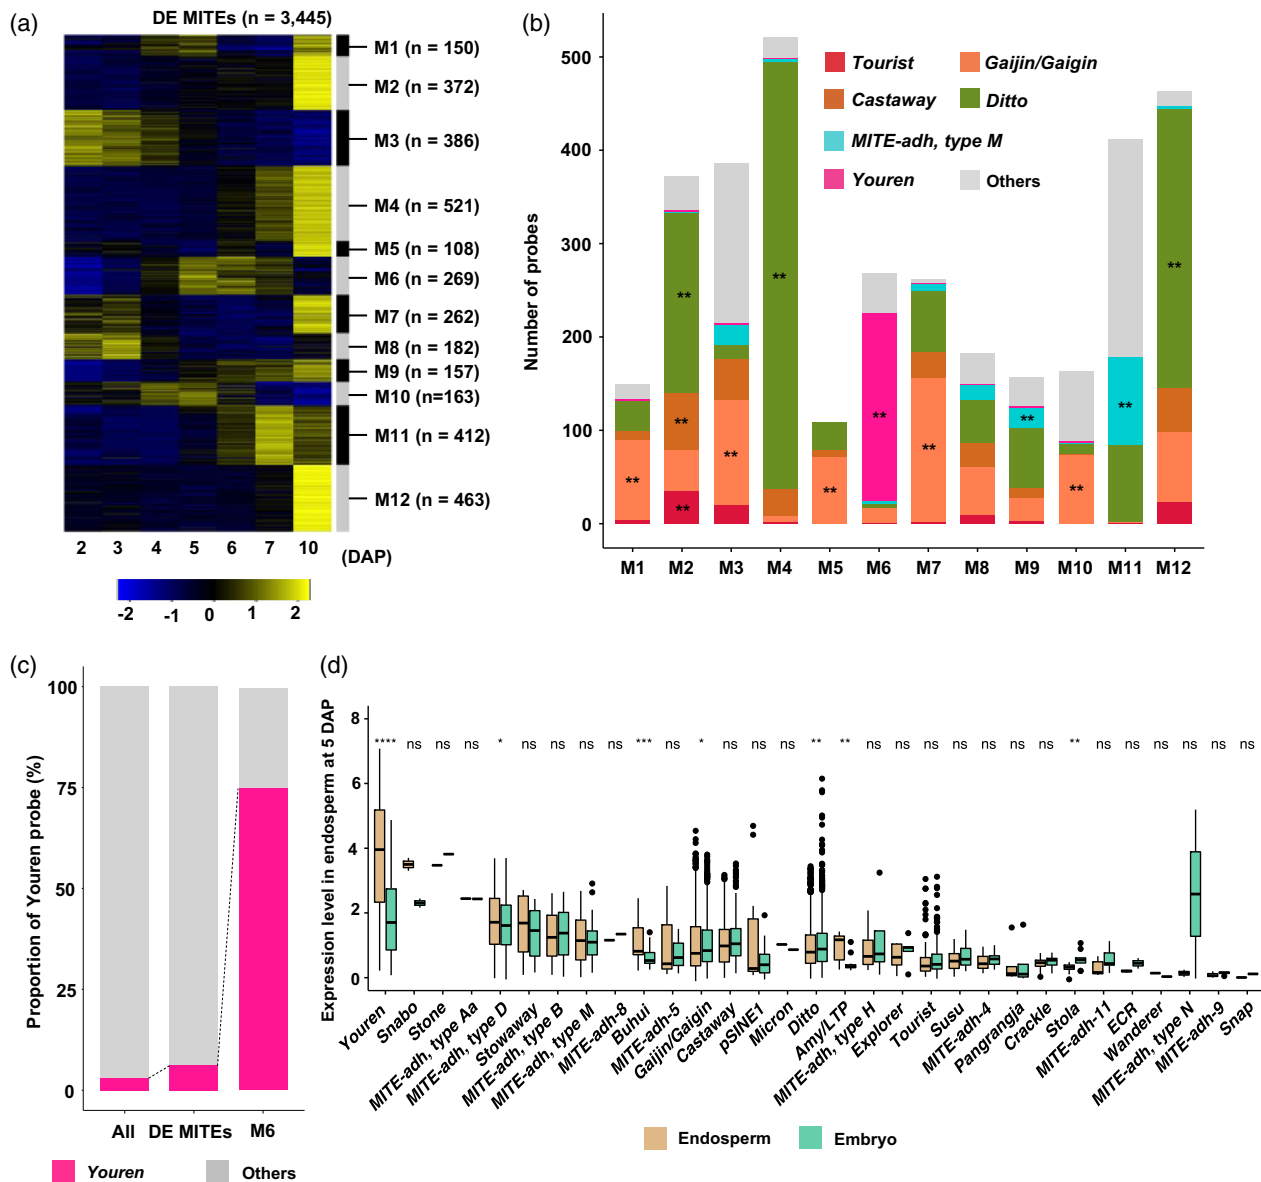 (a)
DE MITEs (n = 3,445)
M1 (n = 150)
M2 (n = 372)
M3 (n = 386)
M4 (n = 521)
M5 (n = 108)
M6 (n = 269)
M7 (n = 262)
M8 (n = 182)
M9 (n = 157)
M10 (n=163)
M11 (n = 412)
M12 (n = 463)
2 3 4 5 6 7 10 (DAP)
-2 -1 0 1 2
(b)
Number of probes
500
400
300
200
100
0
Tourist
Gaijin/Gaigin
Castaway
Ditto
MITE-adh, type M
Youren
Others
**
**
**
**
**
**
**
**
**
**
**
**
**
M1 M2 M3 M4 M5 M6 M7 M8 M9 M10 M11 M12
(c)
Proportion of Youren probe (%)
100
75
50
25
0
All DE MITEs M6
Youren Others
(d)
Expression level in endosperm at 5 DAP
8
6
4
2
0
**** ns ns ns * ns ns ns ns *** ns * ns ns ns ** ** ns ns ns ns ns ns ns ** ns ns ns ns ns ns
Youren
Snabo
Stone
MITE-adh, type Aa
MITE-adh, type D
Stowaway
MITE-adh, type B
MITE-adh, type M
MITE-adh-8
Buhui
MITE-adh-5
Gaijin/Gaigin
Castaway
pSINE1
Micron
Ditto
Amy/LTP
MITE-adh, type H
Explorer
Tourist
Susu
MITE-adh-4
Pangrangja
Crackle
Stola
MITE-adh-11
ECR
Wanderer
MITE-adh, type N
MITE-adh-9
Snap
Endosperm Embryo